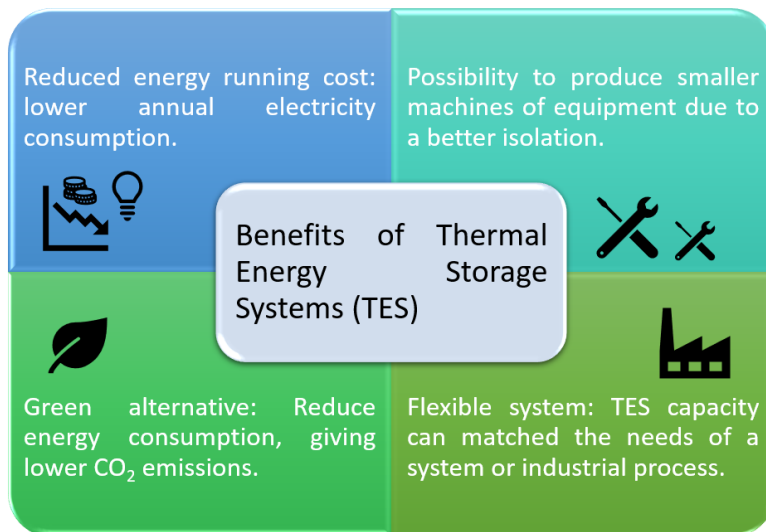 Reduced energy running cost:
lower annual electricity
consumption.
Possibility to produce smaller
machines of equipment due to
a better isolation.
Benefits of Thermal
Energy Storage
Systems (TES)
Green alternative: Reduce
energy consumption, giving
lower CO₂ emissions.
Flexible system: TES capacity
can matched the needs of a
system or industrial process.